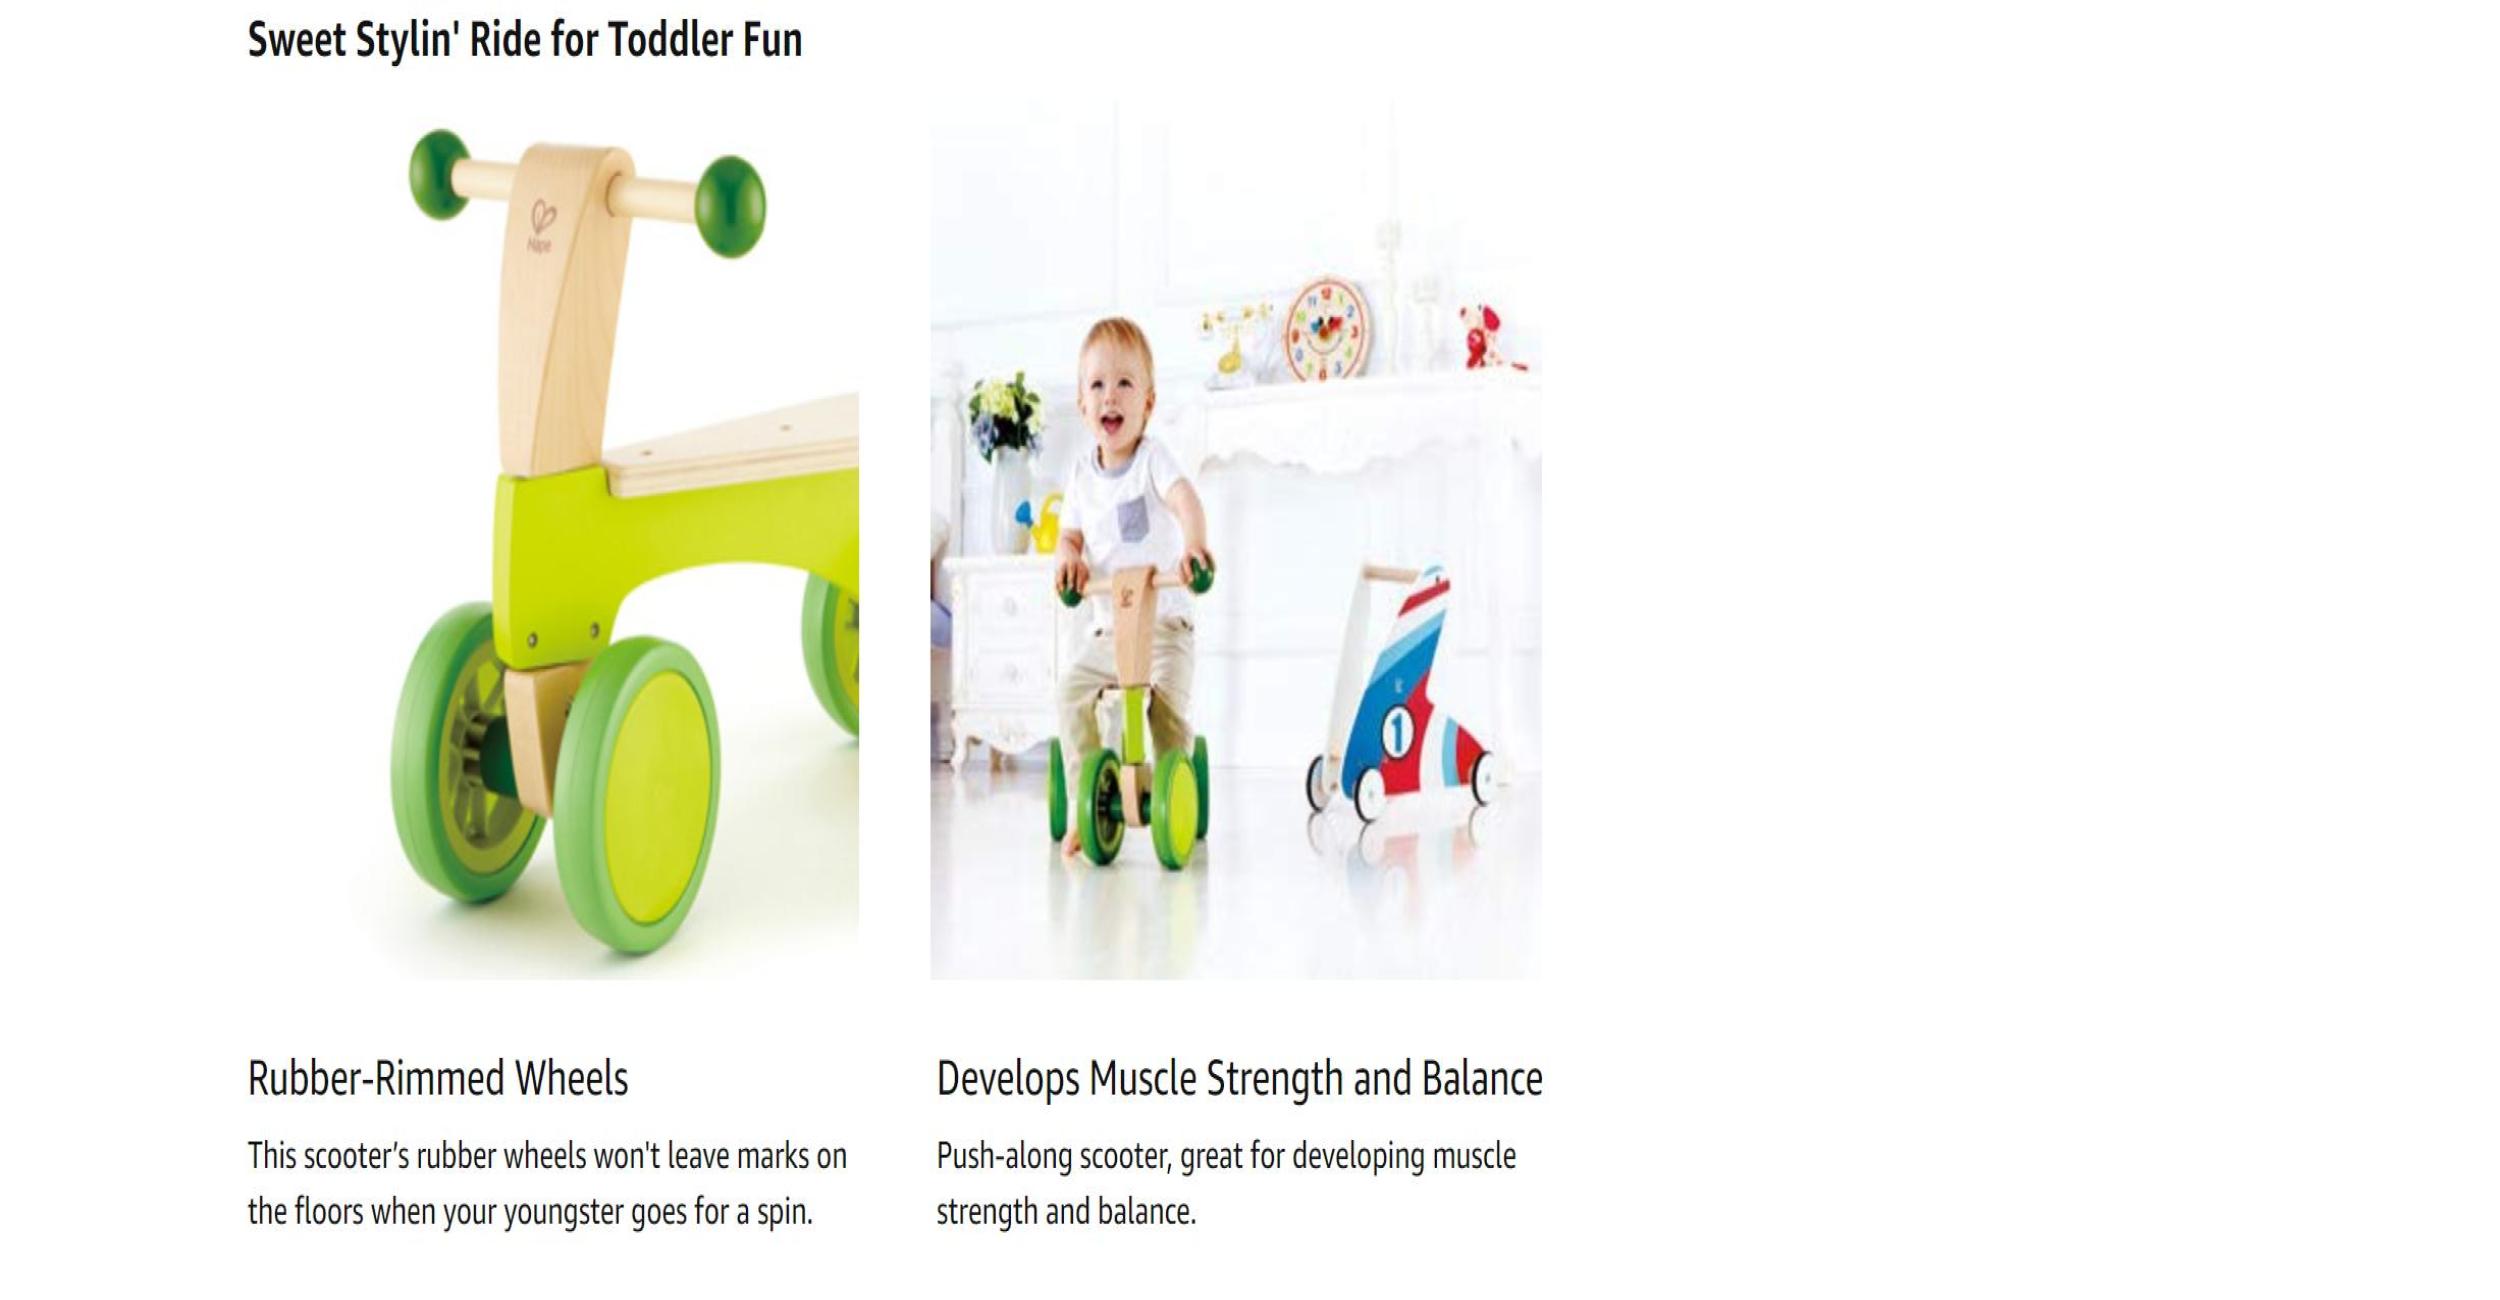 Sweet Stylin' Ride for Toddler Fun
Hape
1
Rubber-Rimmed Wheels
This scooter’s rubber wheels won't leave marks on
the floors when your youngster goes for a spin.
Develops Muscle Strength and Balance
Push-along scooter, great for developing muscle
strength and balance.